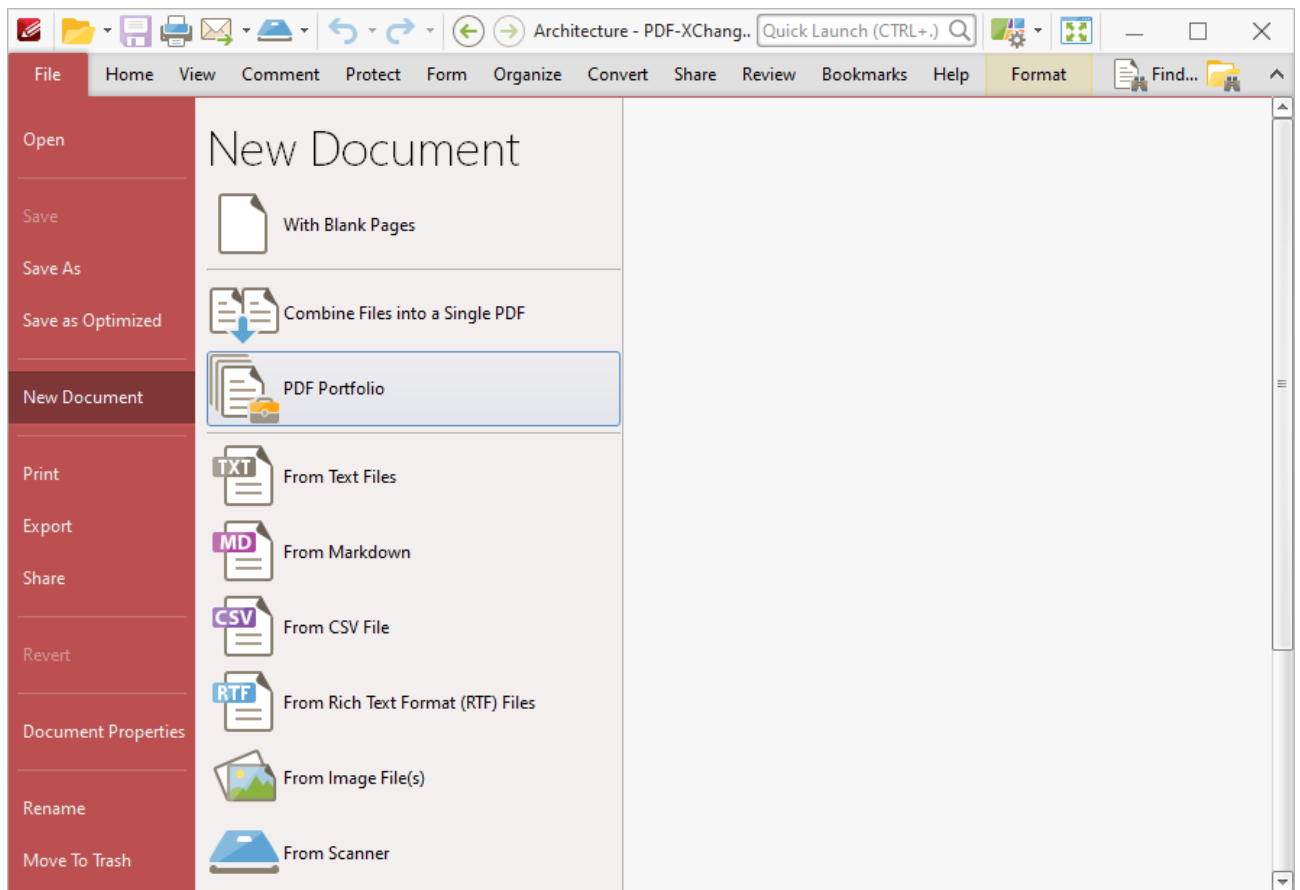 Architecture - PDF-XChang.. Quick Launch (CTRL+.)
File Home View Comment Protect Form Organize Convert Share Review Bookmarks Help Format Find...
Open
Save
Save As
Save as Optimized
New Document
Print
Export
Share
Revert
Document Properties
Rename
Move To Trash
New Document
With Blank Pages
Combine Files into a Single PDF
PDF Portfolio
TXT From Text Files
MD From Markdown
CSV From CSV File
RTF From Rich Text Format (RTF) Files
From Image File(s)
From Scanner